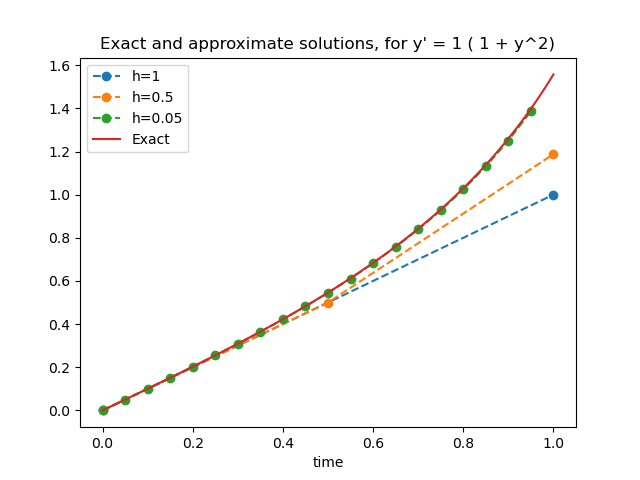 Exact and approximate solutions, for y' = 1 ( 1 + y^2)
h=1
h=0.5
h=0.05
Exact
1.6
1.4
1.2
1.0
0.8
0.6
0.4
0.2
0.0
0.0 0.2 0.4 0.6 0.8 1.0
time